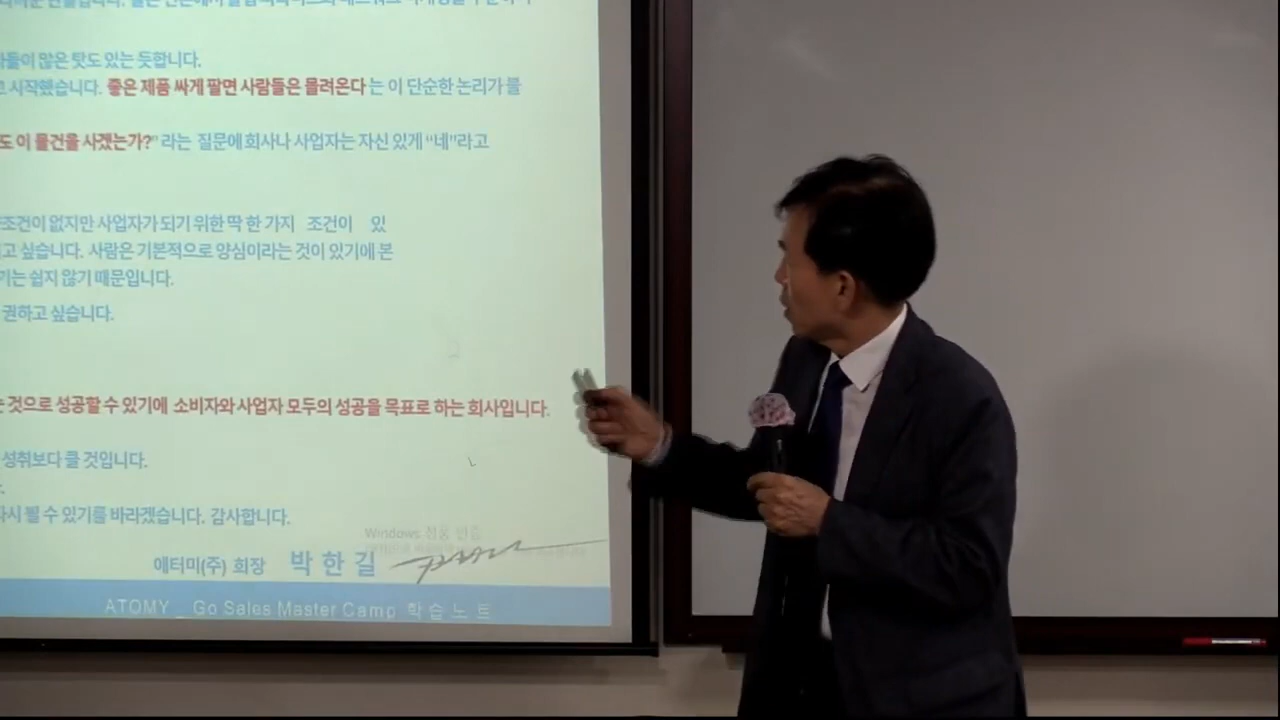 자들이 많은 탓도 있는 듯합니다.
고 시작했습니다. 좋은 제품 싸게 팔면 사람들은 몰려온다 는 이 단순한 논리가 틀
도 이 물건을 사겠는가?" 라는 질문에 회사나 사업자는 자신 있게 “네”라고
조건이 없지만 사업자가 되기 위한 딱 한 가지 조건이 있
고 싶습니다. 사람은 기본적으로 양심이라는 것이 있기에 본
기는 쉽지 않기 때문입니다.
권하고 싶습니다.
는 것으로 성공할 수 있기에 소비자와 사업자 모두의 성공을 목표로 하는 회사입니다.
성취보다 클 것입니다.
다시 뵐 수 있기를 바라겠습니다. 감사합니다.
Windows 정품 인증
애터미(주) 회장 박 한 길
ATOMY _ Go Sales Master Camp 학 습 노 트